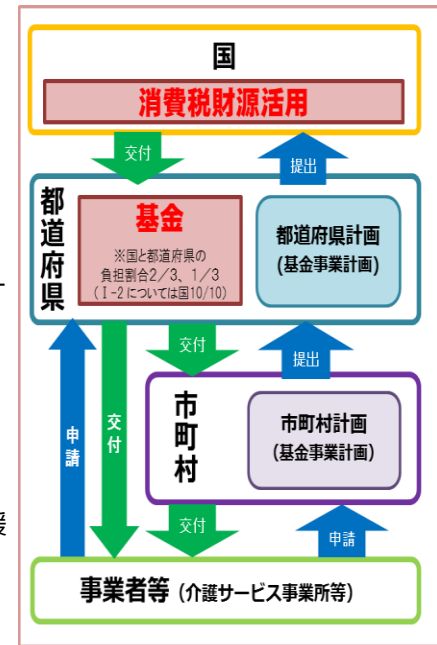 国
消費税財源活用
交付
提出
都道府県
基金
※国と都道府県の
負担割合2/3、1/3
(Ⅰ-2については国10/10)
都道府県計画
(基金事業計画)
交付
提出
申請
交付
市町村
市町村計画
(基金事業計画)
援
交付
申請
事業者等(介護サービス事業所等)